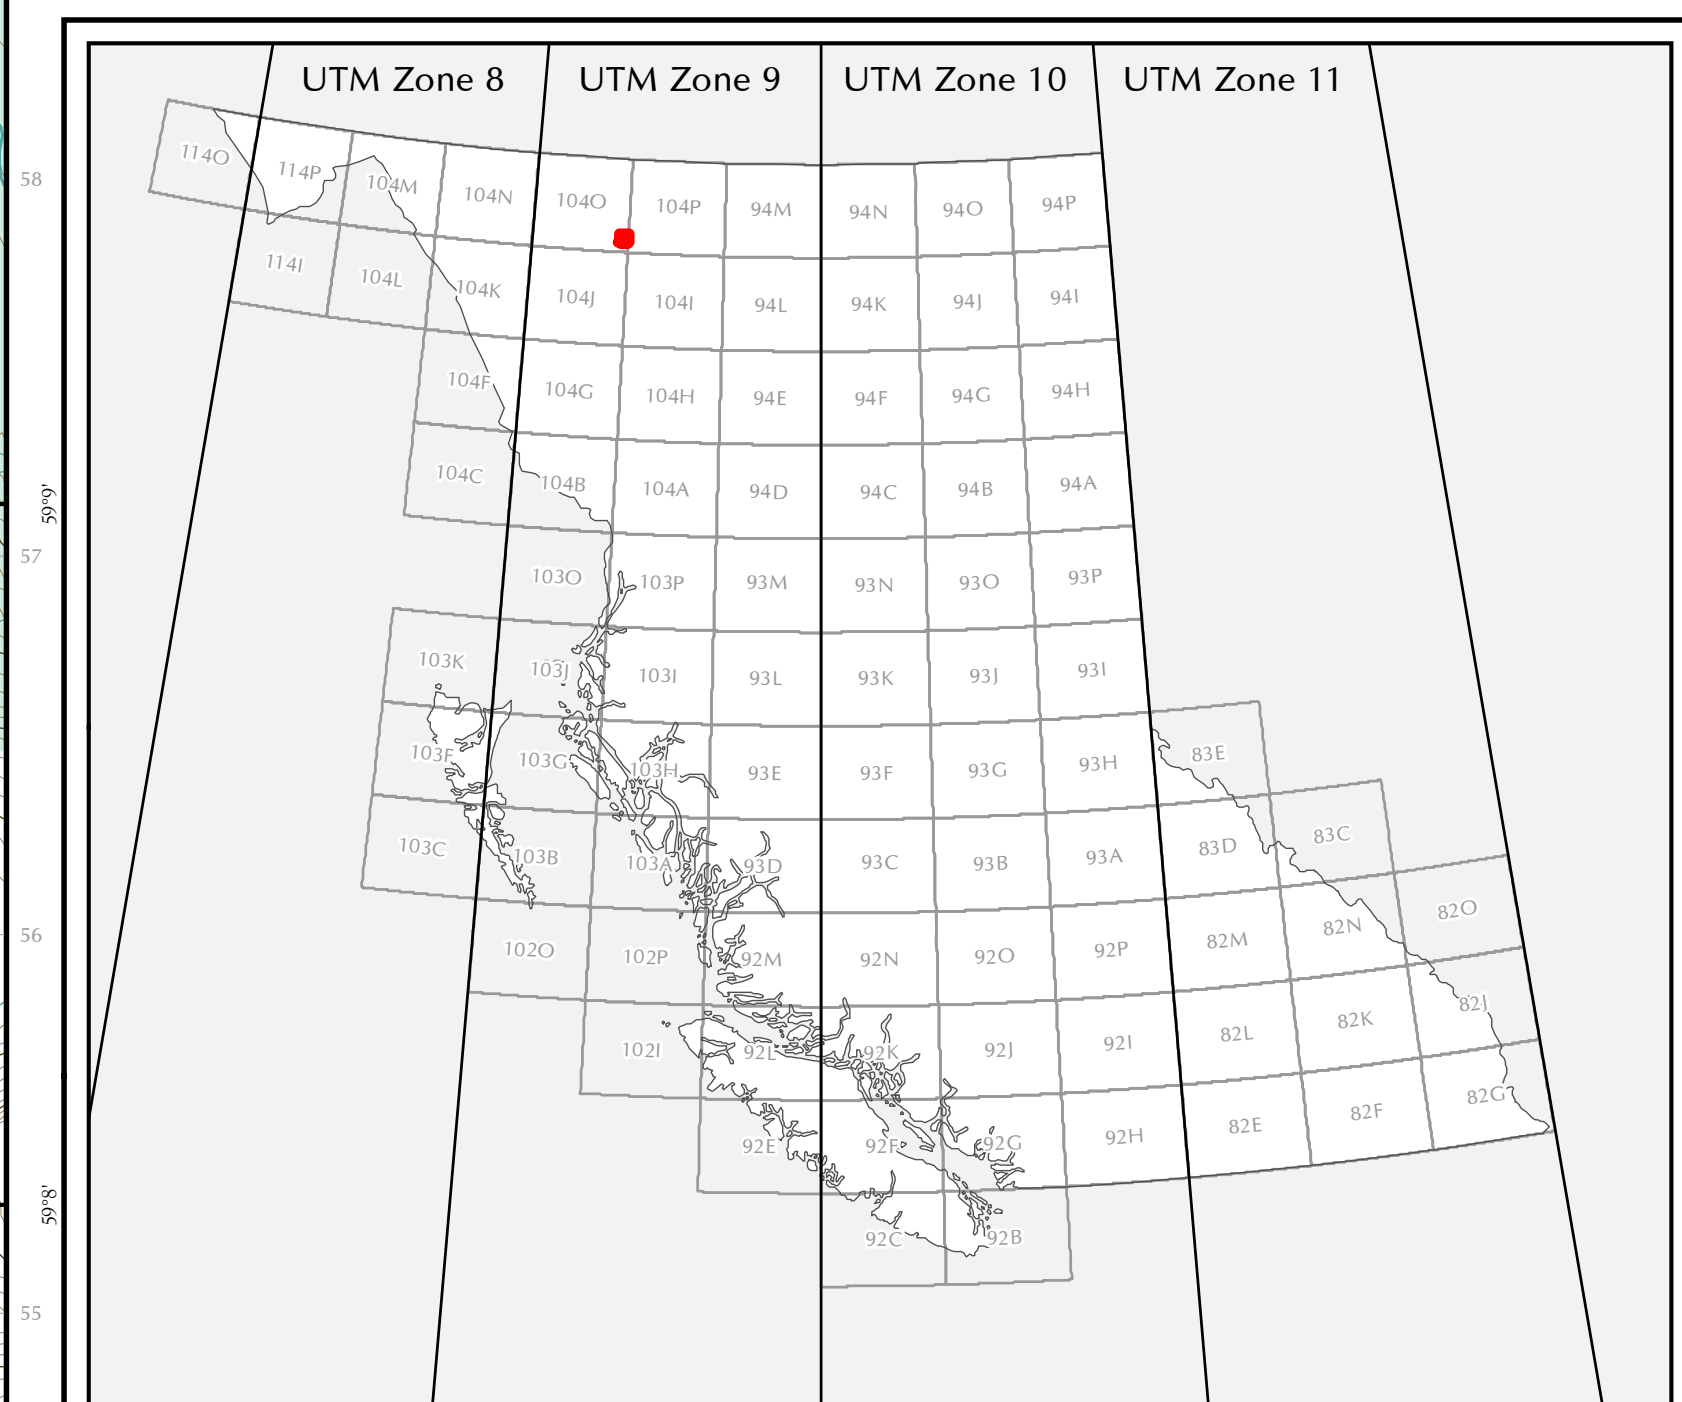 UTM Zone 8 UTM Zone 9 UTM Zone 10 UTM Zone 11
114O 114P 104M 104N 104O 104P 94M 94N 94O 94P
114I 104L 104K 104J 104I 94L 94K 94J 94I
104F 104G 104H 94E 94F 94G 94H
104C 104B 104A 94D 94C 94B 94A
103O 103P 93M 93N 93O 93P
103K 103J 103I 93L 93K 93J 93I
103F 103G 103H 93E 93F 93G 93H 83E
103C 103B 103A 93D 93C 93B 93A 83D 83C
102O 102P 92M 92N 92O 92P 82M 82N 82O
102I 92L 92K 92J 92I 82L 82K 82J
92E 92F 92G 92H 82E 82F 82G
92C 92B
58
59°9'
57
56
59°8'
55